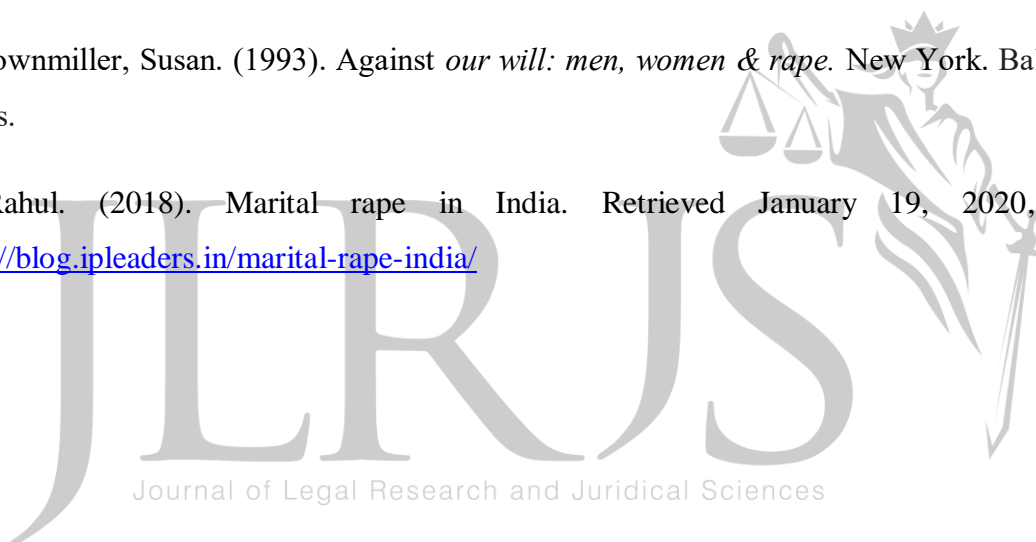 ownmiller, Susan. (1993). Against our will: men, women & rape. New York. Ba
s.
Rahul. (2018). Marital rape in India. Retrieved January 19, 2020,
//blog.ipleaders.in/marital-rape-india/
JLRJS
Journal of Legal Research and Juridical Sciences